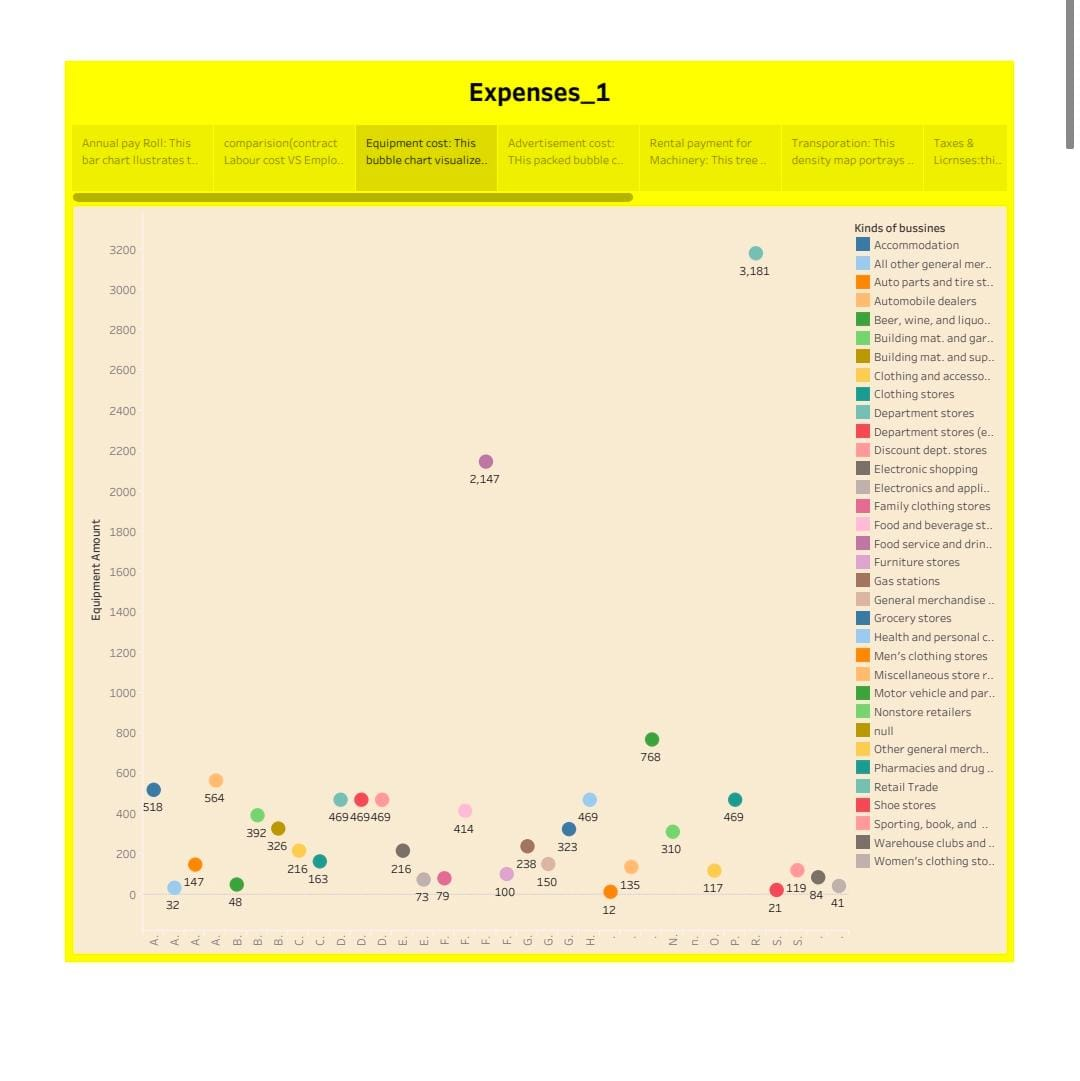 Expenses_1
Annual pay Roll: This
bar chart Ilustrates t..
comparision(contract
Labour cost VS Emplo..
Equipment cost: This
bubble chart visualize..
Advertisement cost:
THis packed bubble c..
Rental payment for
Machinery: This tree ..
Transporation: This
density map portrays ..
Taxes &
Licrnses:thi..
Equipment Amount
3200
3000
2800
2600
2400
2200
2000
1800
1600
1400
1200
1000
800
600
400
200
0
518
32
147
564
48
392
326
216
163
469
469
469
216
73
79
414
2,147
100
238
150
323
469
12
135
768
310
117
469
3,181
21
119
84
41
A.
A.
A.
A.
B.
B.
B.
C.
C.
D.
D.
D.
E.
E.
F.
F.
F.
F.
G.
G.
G.
H.
.
.
.
N.
n.
O.
P.
R.
S.
S.
.
.
Kinds of bussines
Accommodation
All other general mer..
Auto parts and tire st..
Automobile dealers
Beer, wine, and liquo..
Building mat. and gar..
Building mat. and sup..
Clothing and accesso..
Clothing stores
Department stores
Department stores (e..
Discount dept. stores
Electronic shopping
Electronics and appli..
Family clothing stores
Food and beverage st..
Food service and drin..
Furniture stores
Gas stations
General merchandise ..
Grocery stores
Health and personal c..
Men's clothing stores
Miscellaneous store r..
Motor vehicle and par..
Nonstore retailers
null
Other general merch..
Pharmacies and drug ..
Retail Trade
Shoe stores
Sporting, book, and ..
Warehouse clubs and ..
Women's clothing sto..